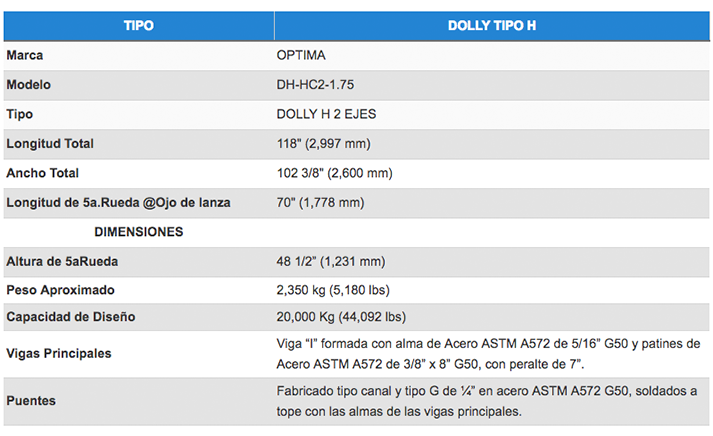 TIPO DOLLY TIPO H
Marca OPTIMA
Modelo DH-HC2-1.75
Tipo DOLLY H 2 EJES
Longitud Total 118" (2,997 mm)
Ancho Total 102 3/8" (2,600 mm)
Longitud de 5a.Rueda @Ojo de lanza 70" (1,778 mm)
DIMENSIONES
Altura de 5aRueda 48 1/2” (1,231 mm)
Peso Aproximado 2,350 kg (5,180 lbs)
Capacidad de Diseño 20,000 Kg (44,092 lbs)
Vigas Principales Viga “I” formada con alma de Acero ASTM A572 de 5/16” G50 y patines de
Acero ASTM A572 de 3/8” x 8” G50, con peralte de 7”.
Puentes Fabricado tipo canal y tipo G de ¼” en acero ASTM A572 G50, soldados a
tope con las almas de las vigas principales.